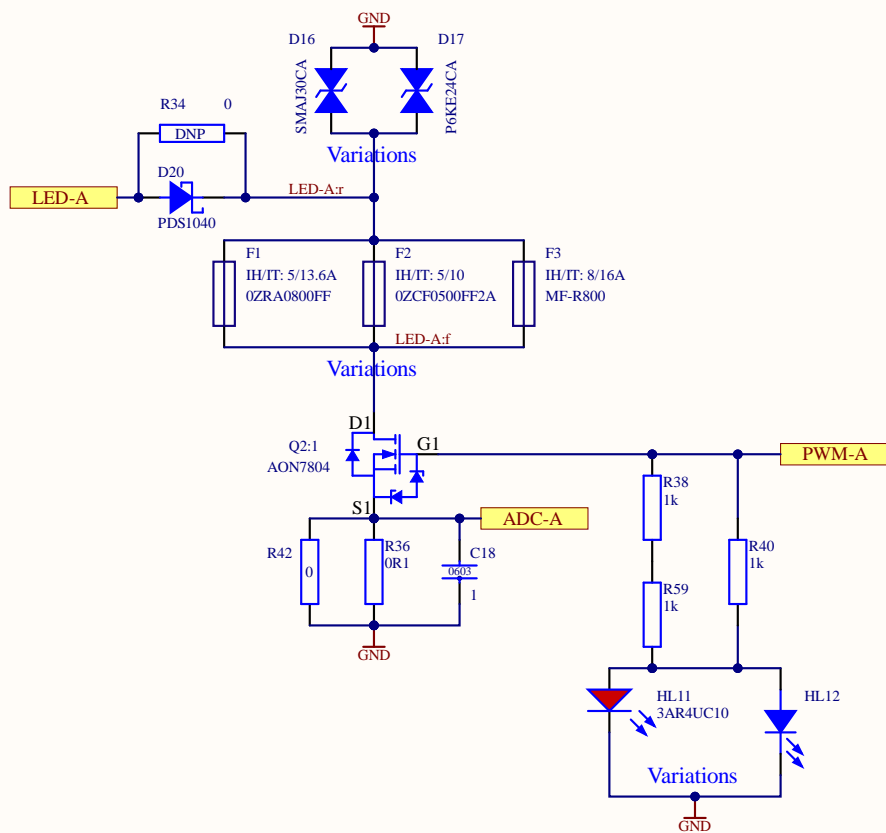 GND
D16
D17
SMAJ30CA
P6KE24CA
R34
0
DNP
Variations
D20
LED-A
LED-A:r
PDS1040
F1
IH/IT: 5/13.6A
0ZRA0800FF
F2
IH/IT: 5/10
0ZCF0500FF2A
F3
IH/IT: 8/16A
MF-R800
LED-A:f
Variations
D1
Q2:1
AON7804
G1
PWM-A
S1
ADC-A
R38
1k
R42
0
R36
0R1
C18
0603
1
R40
1k
R59
1k
GND
HL11
3AR4UC10
HL12
Variations
GND